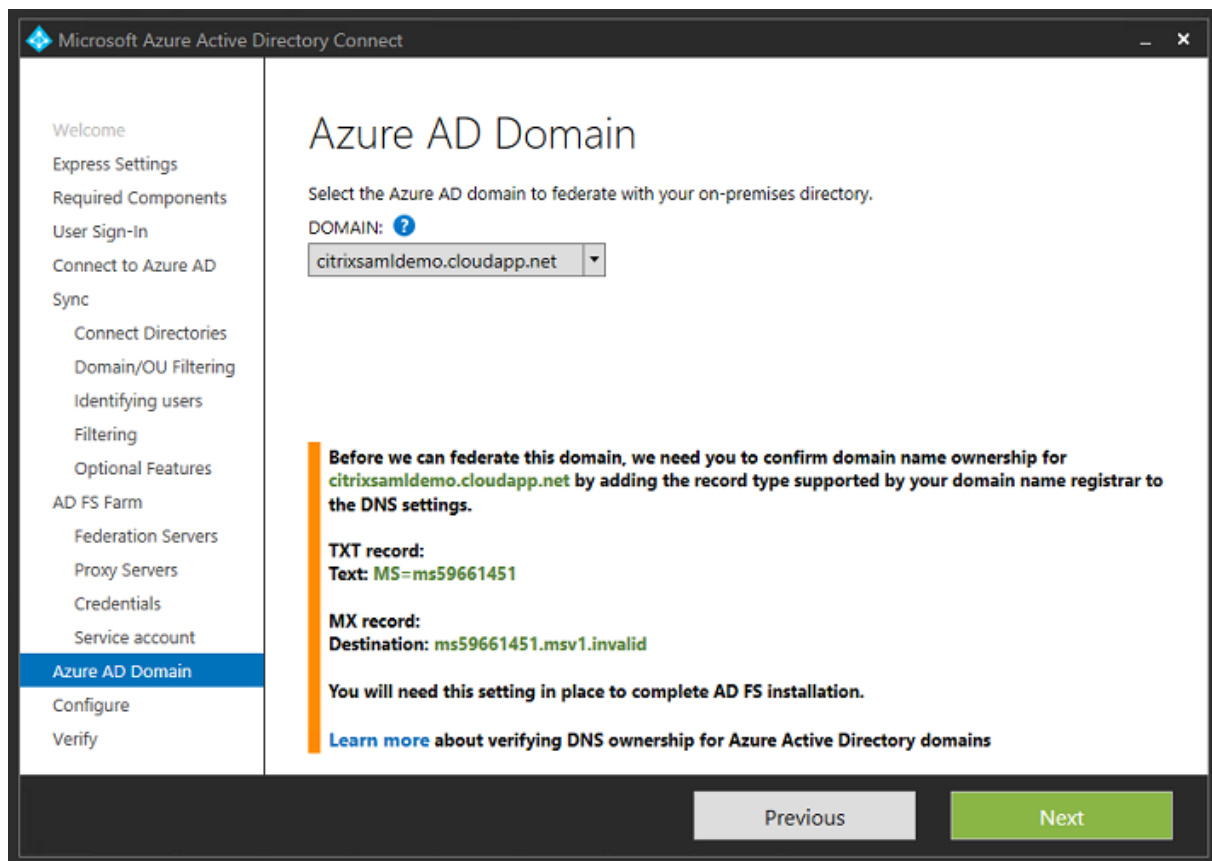 Microsoft Azure Active Directory Connect
Welcome
Express Settings
Required Components
User Sign-In
Connect to Azure AD
Sync
Connect Directories
Domain/OU Filtering
Identifying users
Filtering
Optional Features
AD FS Farm
Federation Servers
Proxy Servers
Credentials
Service account
Azure AD Domain
Configure
Verify
Azure AD Domain
Select the Azure AD domain to federate with your on-premises directory.
DOMAIN: ?
citrixsamldemo.cloudapp.net
Before we can federate this domain, we need you to confirm domain name ownership for
citrixsamldemo.cloudapp.net by adding the record type supported by your domain name registrar to
the DNS settings.
TXT record:
Text: MS=ms59661451
MX record:
Destination: ms59661451.msv1.invalid
You will need this setting in place to complete AD FS installation.
Learn more about verifying DNS ownership for Azure Active Directory domains
Previous
Next